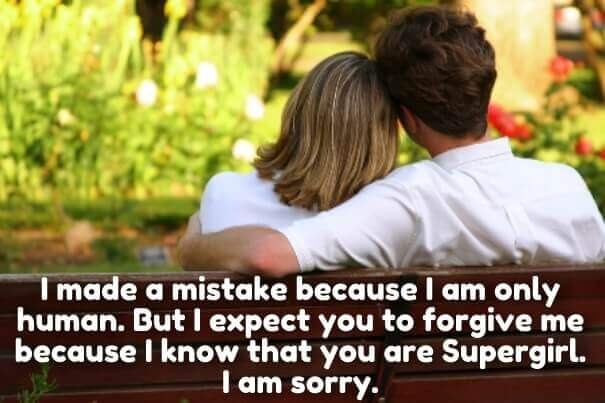 I made a mistake because I am only
human. But I expect you to forgive me
because I know that you are Supergirl.
I am sorry.